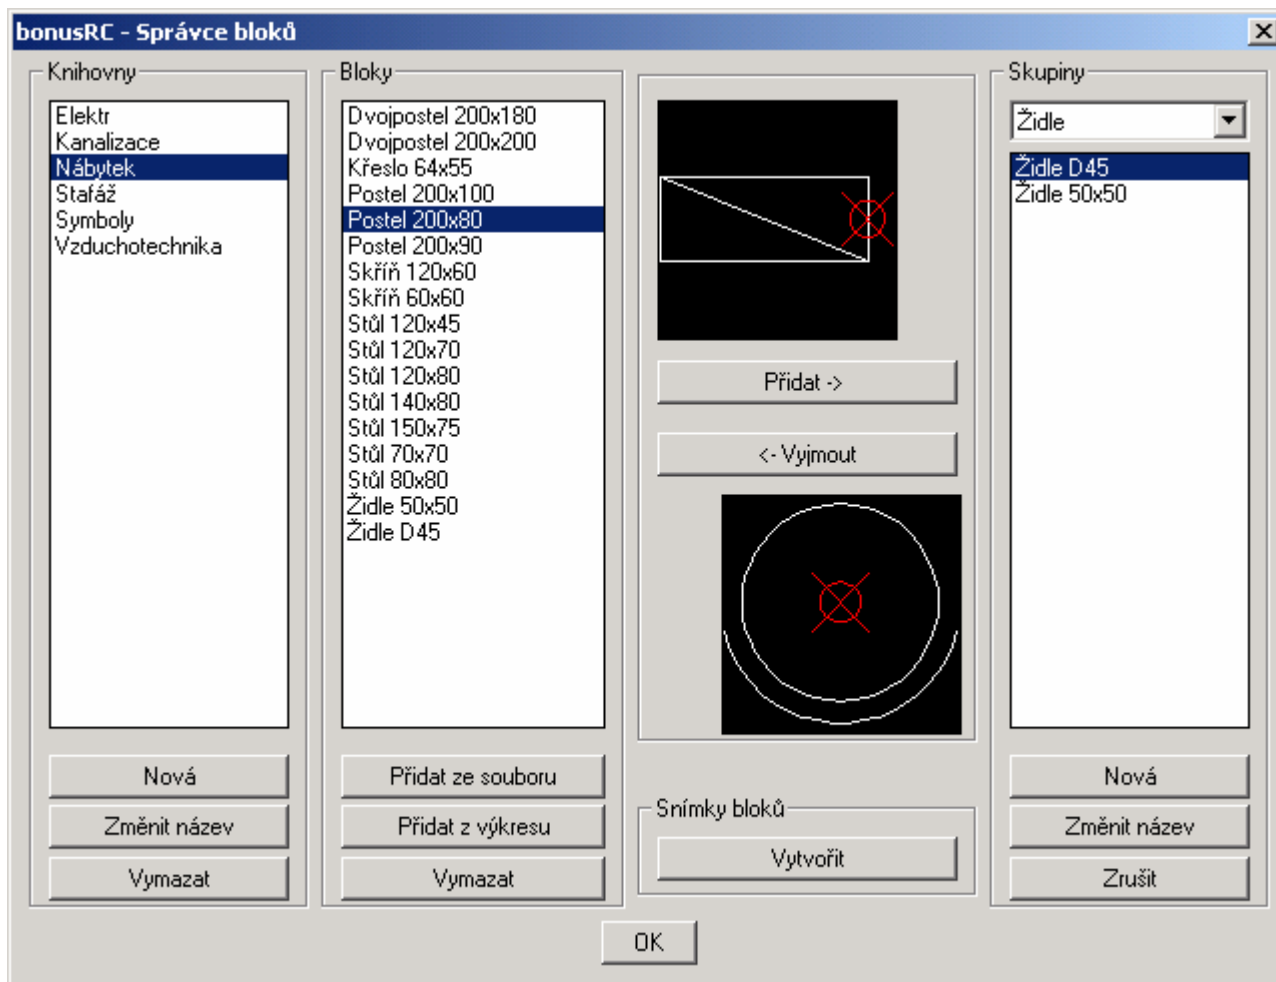 bonusRC - Správce bloků
Knihovny
Elektr
Kanalizace
Nábytek
Stafáž
Symboly
Vzduchotechnika
Nová
Změnit název
Vymazat
Bloky
Dvojpostel 200x180
Dvojpostel 200x200
Křeslo 64x55
Postel 200x100
Postel 200x80
Postel 200x90
Skříň 120x60
Skříň 60x60
Stůl 120x45
Stůl 120x70
Stůl 120x80
Stůl 140x80
Stůl 150x75
Stůl 70x70
Stůl 80x80
Židle 50x50
Židle D45
Přidat ze souboru
Přidat z výkresu
Vymazat
Přidat ->
<- Vyjmout
Snímky bloků
Vytvořit
Skupiny
Židle
Židle D45
Židle 50x50
Nová
Změnit název
Zrušit
OK